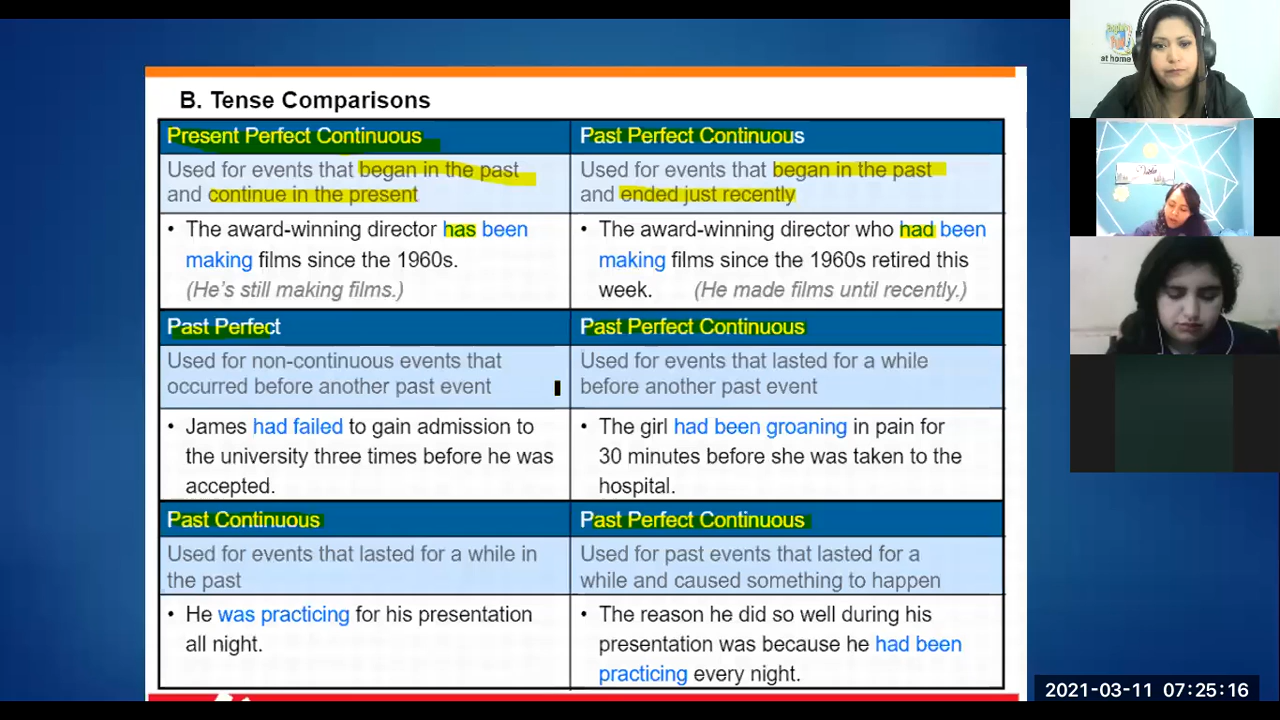 B. Tense Comparisons
Present Perfect Continuous
Past Perfect Continuous
Used for events that began in the past
and continue in the present
Used for events that began in the past
and ended just recently
• The award-winning director has been
making films since the 1960s.
(He's still making films.)
• The award-winning director who had been
making films since the 1960s retired this
week. (He made films until recently.)
Past Perfect
Past Perfect Continuous
Used for non-continuous events that
occurred before another past event
Used for events that lasted for a while
before another past event
• James had failed to gain admission to
the university three times before he was
accepted.
• The girl had been groaning in pain for
30 minutes before she was taken to the
hospital.
Past Continuous
Past Perfect Continuous
Used for events that lasted for a while in
the past
Used for past events that lasted for a
while and caused something to happen
• He was practicing for his presentation
all night.
• The reason he did so well during his
presentation was because he had been
practicing every night.
at home
2021-03-11 07:25:16